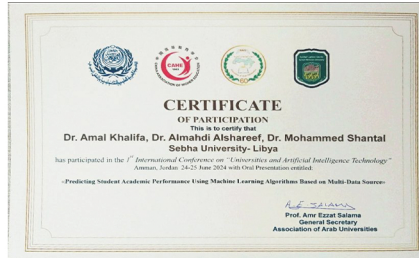 CERTIFICATE
OF PARTICIPATION
This is to certify that
Dr. Amal Khalifa, Dr. Almahdi Alshareef, Dr. Mohammed Shantal
Sebha University- Libya
has participated in the 1st International Conference on "Universities and Artificial Intelligence Technology"
Amman, Jordan 24-25 June 2024 with Oral Presentation entitled:
«Predicting Student Academic Performance Using Machine Learning Algorithms Based on Multi-Data Source»
A.E SALAMA
Prof. Amr Ezzat Salama
General Secretary
Association of Arab Universities